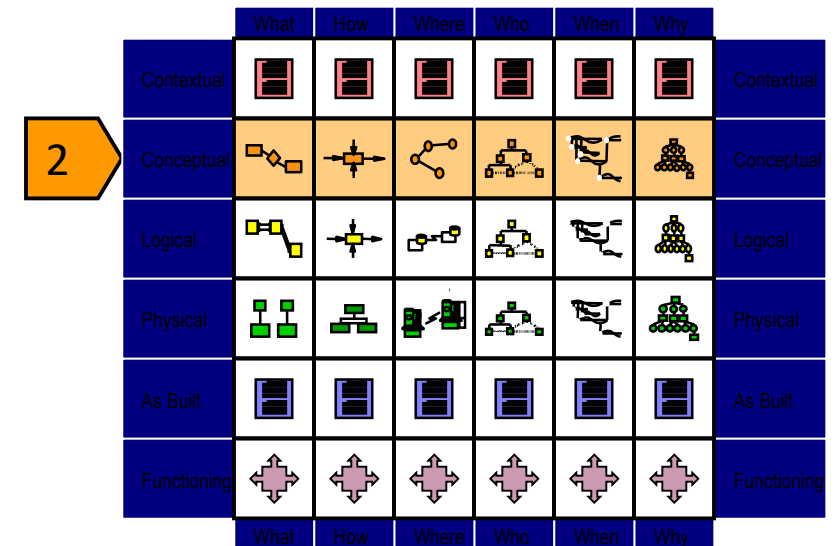 What How Where Who When Why
Contextual Contextual
2 Conceptual Conceptual
Logical Logical
Physical Physical
As Built As Built
Functioning Functioning
What How Where Who When Why